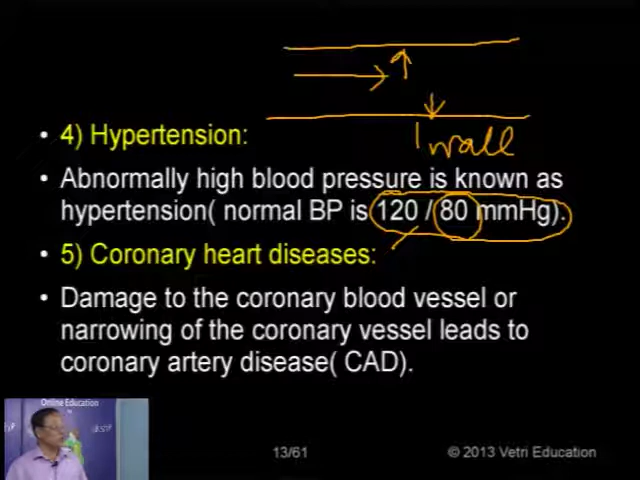 wall
• 4) Hypertension:
• Abnormally high blood pressure is known as
hypertension( normal BP is 120 / 80 mmHg).
• 5) Coronary heart diseases:
• Damage to the coronary blood vessel or
narrowing of the coronary vessel leads to
coronary artery disease( CAD).
Online Education
13/61
© 2013 Vetri Education